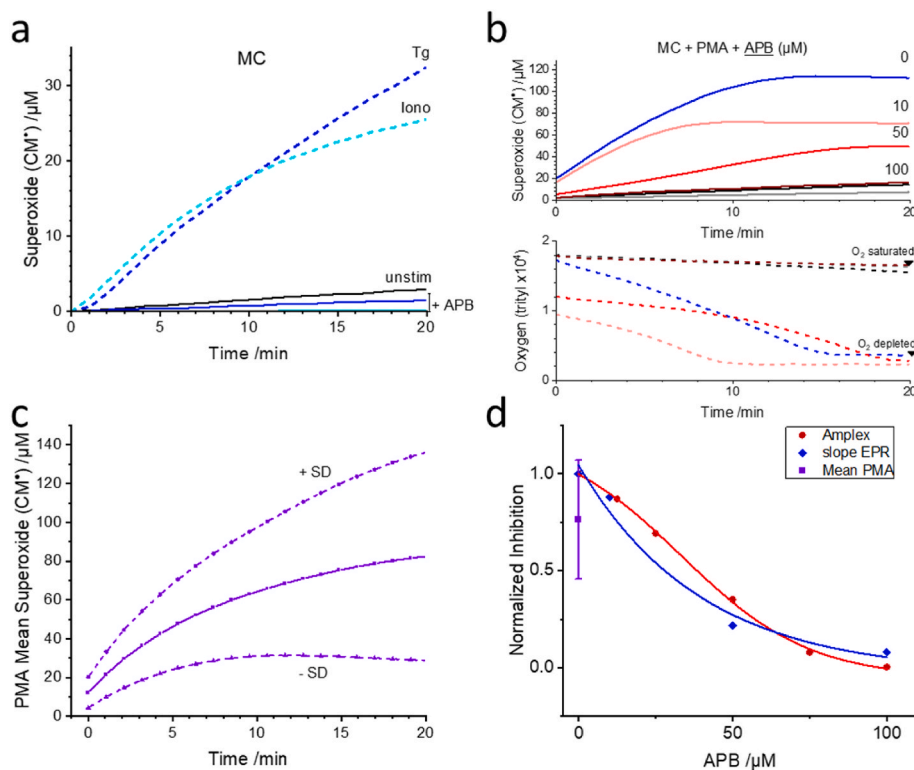 a
MC
Superoxide (CM•) /µM
30
20
10
0
0
5
10
15
20
Time /min
Tg
Iono
unstim
+ APB
b
MC + PMA + APB (µM)
Superoxide (CM•) /µM
120
100
80
60
40
20
0
0
10
20
Time /min
0
10
50
100
Oxygen (trityl x10⁴)
2
1
0
0
10
20
Time /min
O₂ saturated
O₂ depleted
c
PMA Mean Superoxide (CM•) /µM
140
120
100
80
60
40
20
0
0
5
10
15
20
Time /min
+ SD
- SD
d
Amplex
slope EPR
Mean PMA
Normalized Inhibition
1.0
0.5
0.0
0
50
100
APB /µM